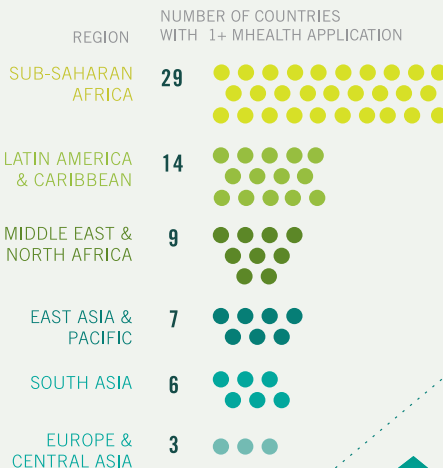 REGION
NUMBER OF COUNTRIES
WITH 1+ MHEALTH APPLICATION
SUB-SAHARAN
AFRICA
29
LATIN AMERICA
& CARIBBEAN
14
MIDDLE EAST &
NORTH AFRICA
9
EAST ASIA &
PACIFIC
7
SOUTH ASIA
6
EUROPE &
CENTRAL ASIA
3